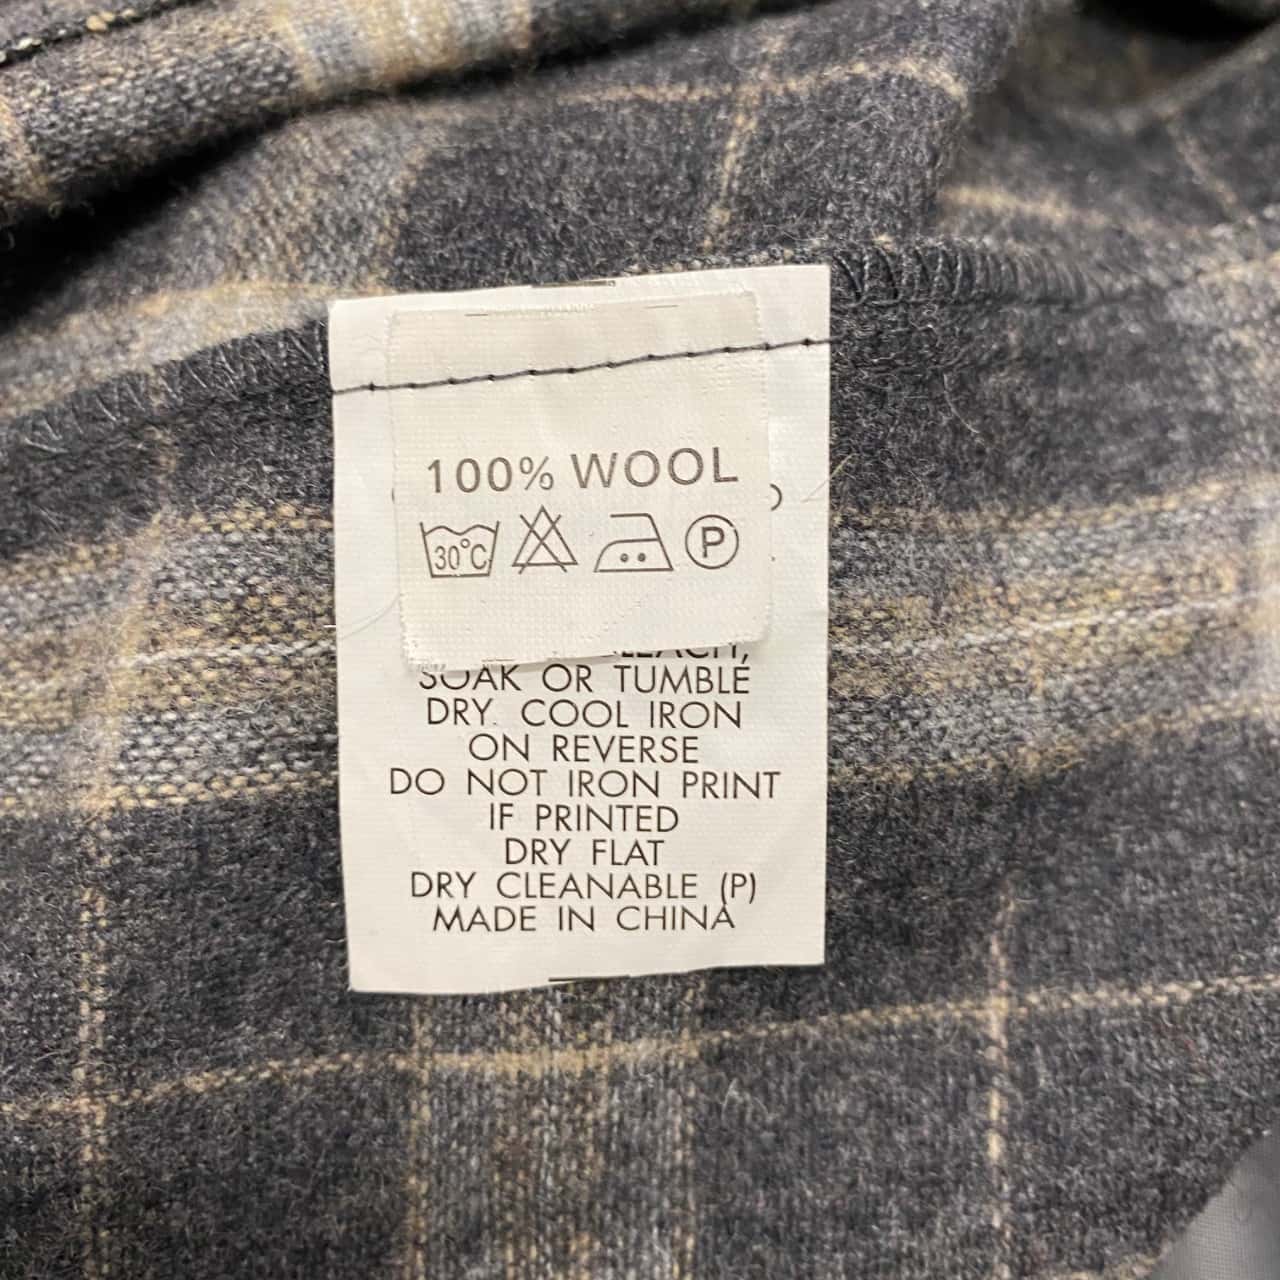 100% WOOL
30°C P
SOAK OR TUMBLE
DRY. COOL IRON
ON REVERSE
DO NOT IRON PRINT
IF PRINTED
DRY FLAT
DRY CLEANABLE (P)
MADE IN CHINA